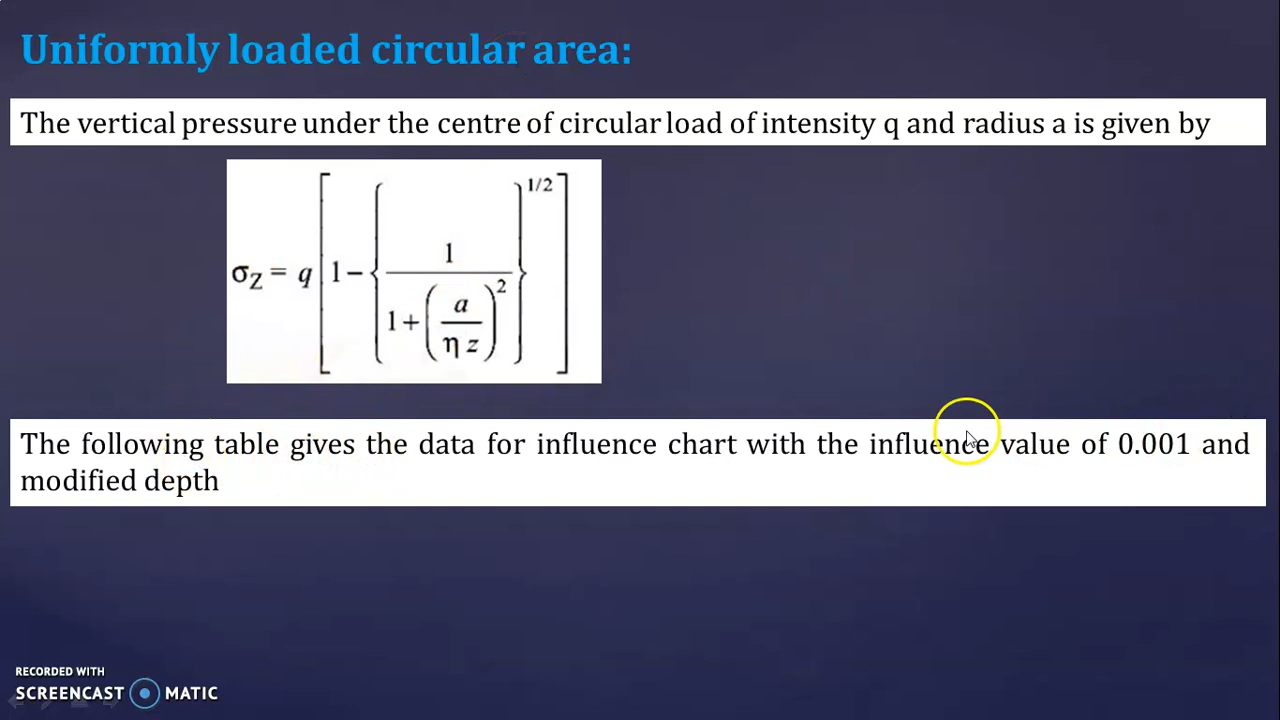 Uniformly loaded circular area:
The vertical pressure under the centre of circular load of intensity q and radius a is given by
σ_Z = q [ 1 − { 1 / ( 1 + ( a / η z )^2 ) }^1/2 ]
The following table gives the data for influence chart with the influence value of 0.001 and
modified depth
RECORDED WITH
SCREENCAST MATIC